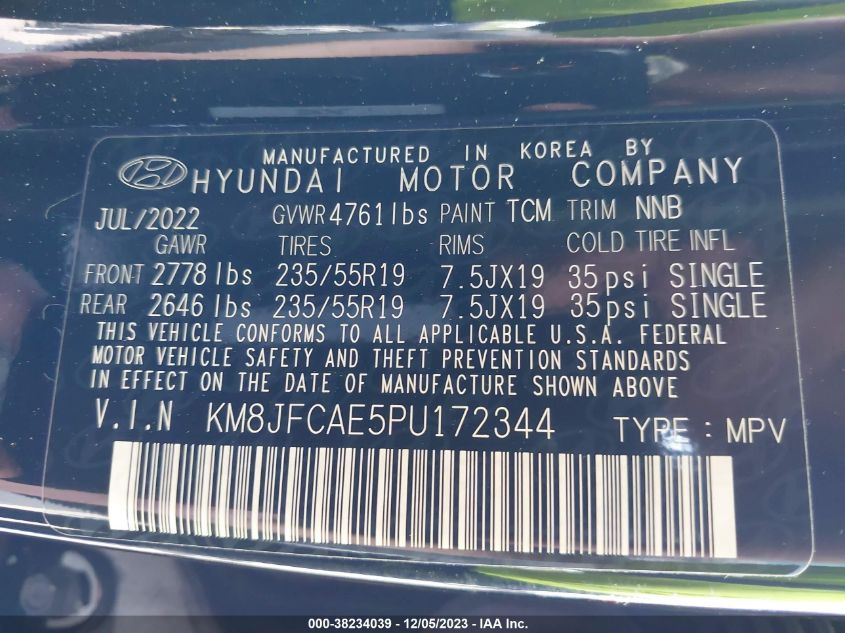 MANUFACTURED IN KOREA BY
HYUNDAI MOTOR COMPANY
JUL/2022 GVWR 4761lbs PAINT TCM TRIM NNB
GAWR TIRES RIMS COLD TIRE INFL
FRONT 2778 lbs 235/55R19 7.5JX19 35psi SINGLE
REAR 2646 lbs 235/55R19 7.5JX19 35psi SINGLE
THIS VEHICLE CONFORMS TO ALL APPLICABLE U.S.A. FEDERAL
MOTOR VEHICLE SAFETY AND THEFT PREVENTION STANDARDS
IN EFFECT ON THE DATE OF MANUFACTURE SHOWN ABOVE
V.I.N KM8JFCAE5PU172344 TYPE : MPV
000-38234039 - 12/05/2023 - IAA Inc.